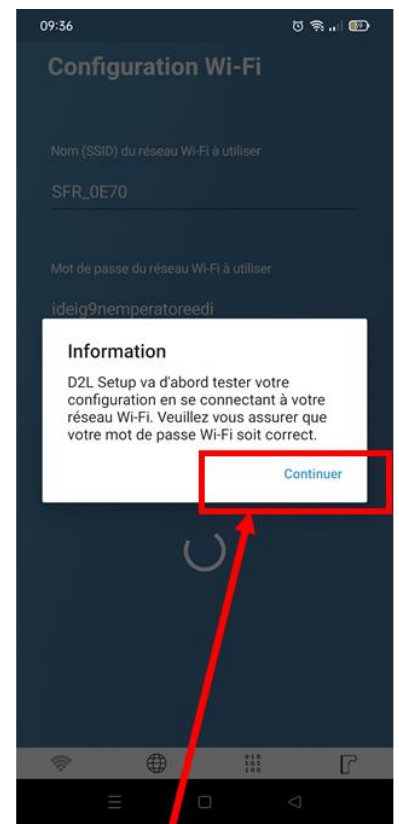 09:36
Configuration Wi-Fi
Nom (SSID) du réseau Wi-Fi à utiliser
SFR_0E70
Mot de passe du réseau Wi-Fi à utiliser
ideig9nemperatoreedi
Information
D2L Setup va d'abord tester votre
configuration en se connectant à votre
réseau Wi-Fi. Veuillez vous assurer que
votre mot de passe Wi-Fi soit correct.
Continuer